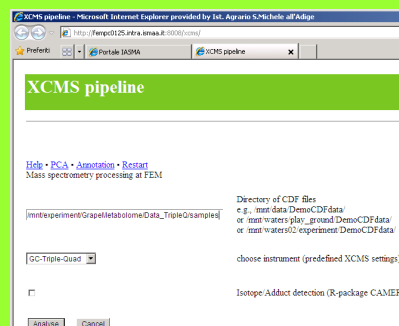 XCMS pipeline - Microsoft Internet Explorer provided by Ist. Agrario S.Michele all'Adige
http://fempc0125.intra.ismaa.it:8008/xcms/
Preferiti
Portale IASMA
XCMS pipeline
XCMS pipeline
Help • PCA • Annotation • Restart
Mass spectrometry processing at FEM
/mnt/experiment/GrapeMetabolome/Data_TripleQ/samples
Directory of CDF files
e.g., /mnt/data/DemoCDFdata/
or /mnt/waters/play_ground/DemoCDFdata/
or /mnt/waters02/experiment/DemoCDFdata/
GC-Triple-Quad
choose instrument (predefined XCMS settings)
Isotope/Adduct detection (R-package CAMER
Analyse Cancel